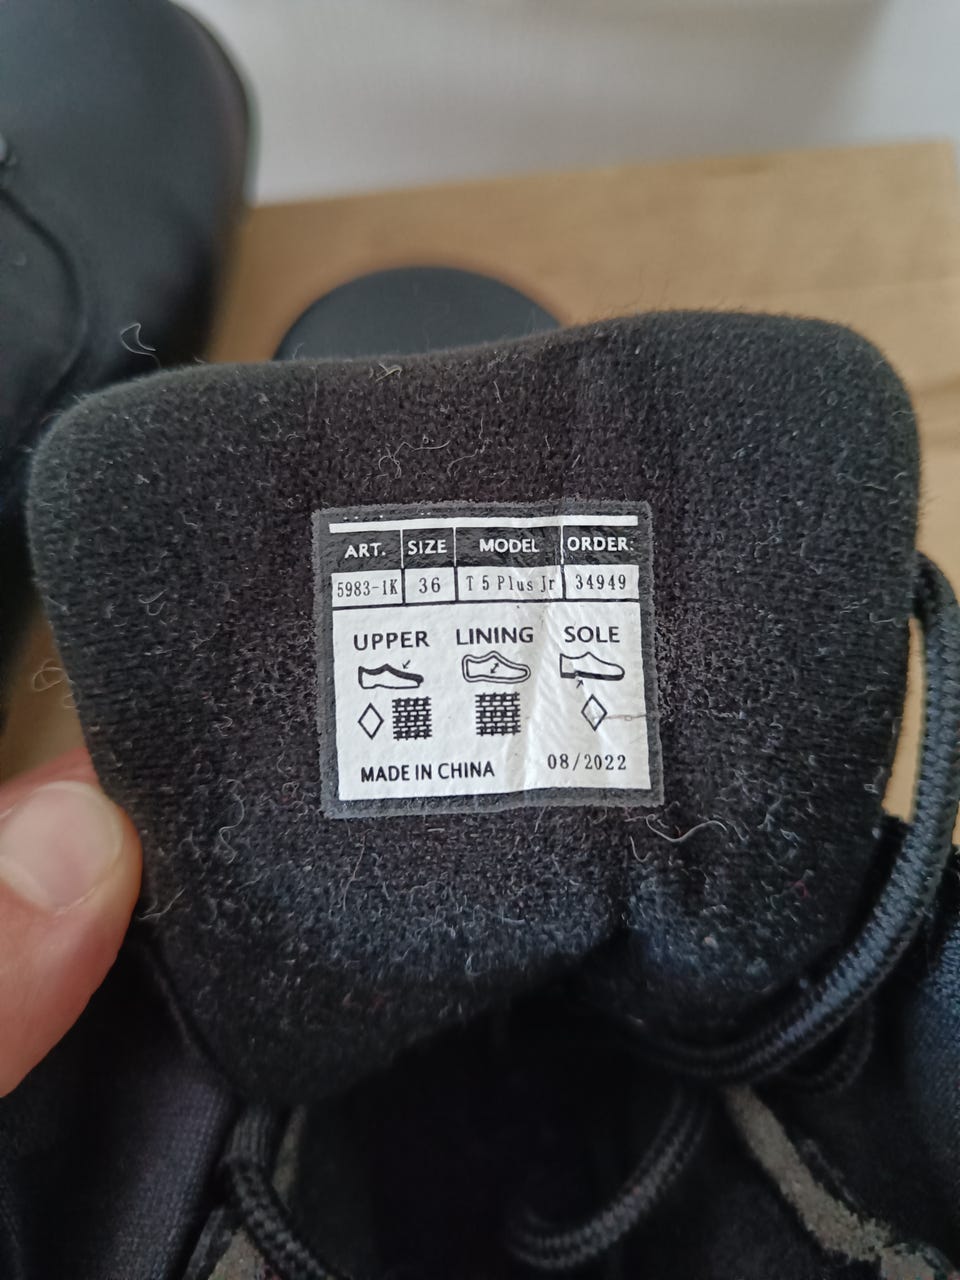 ART. SIZE MODEL ORDER:
5983-1K 36 T 5 Plus Jr 34949
UPPER LINING SOLE
MADE IN CHINA 08/2022